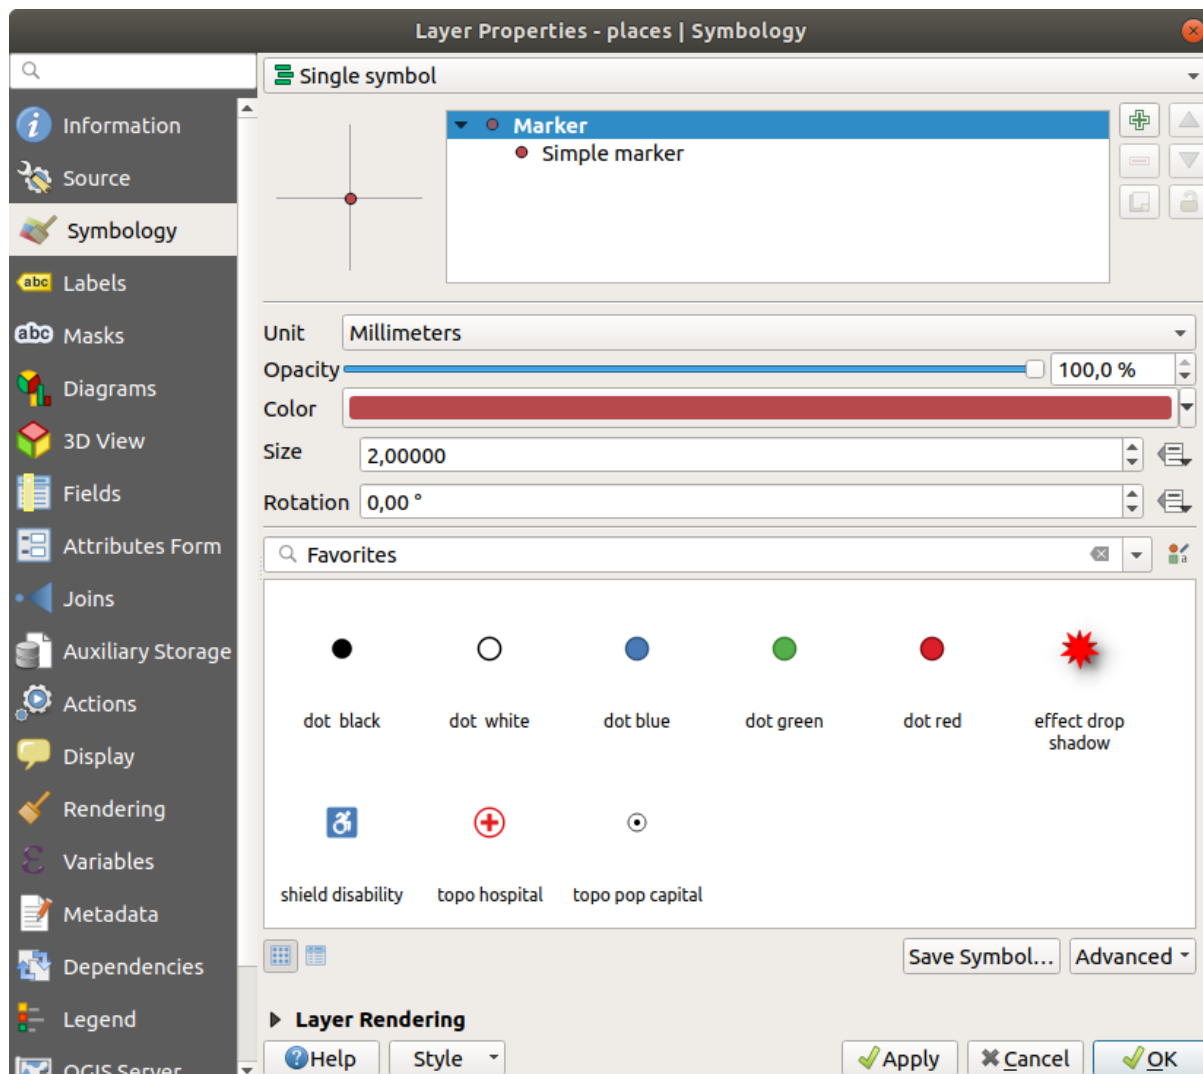 Layer Properties - places | Symbology
Single symbol
Information
Source
Symbology
Labels
Masks
Diagrams
3D View
Fields
Attributes Form
Joins
Auxiliary Storage
Actions
Display
Rendering
Variables
Metadata
Dependencies
Legend
QGIS Server
Marker
Simple marker
Unit Millimeters
Opacity 100,0 %
Color
Size 2,00000
Rotation 0,00 °
Favorites
dot black dot white dot blue dot green dot red effect drop
shadow
shield disability topo hospital topo pop capital
Save Symbol... Advanced
Layer Rendering
Help Style Apply Cancel OK
abc
abc